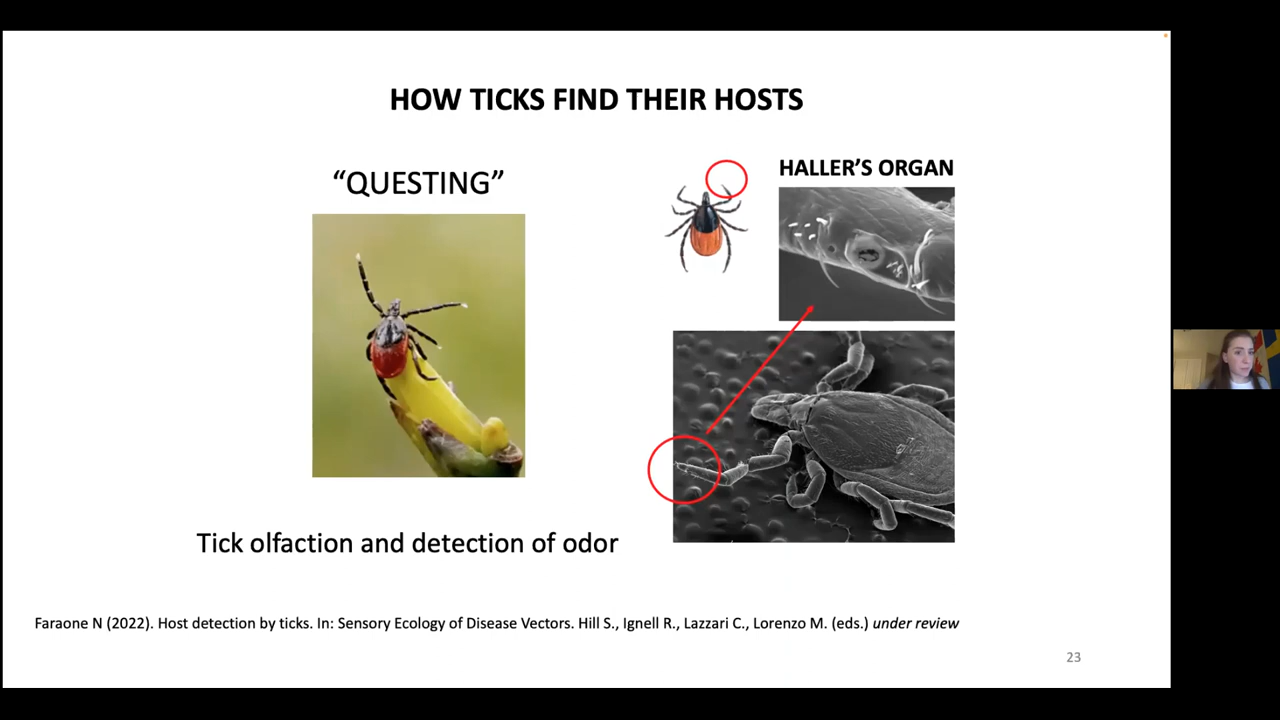 HOW TICKS FIND THEIR HOSTS
“QUESTING”
HALLER’S ORGAN
Tick olfaction and detection of odor
Faraone N (2022). Host detection by ticks. In: Sensory Ecology of Disease Vectors. Hill S., Ignell R., Lazzari C., Lorenzo M. (eds.) under review
23